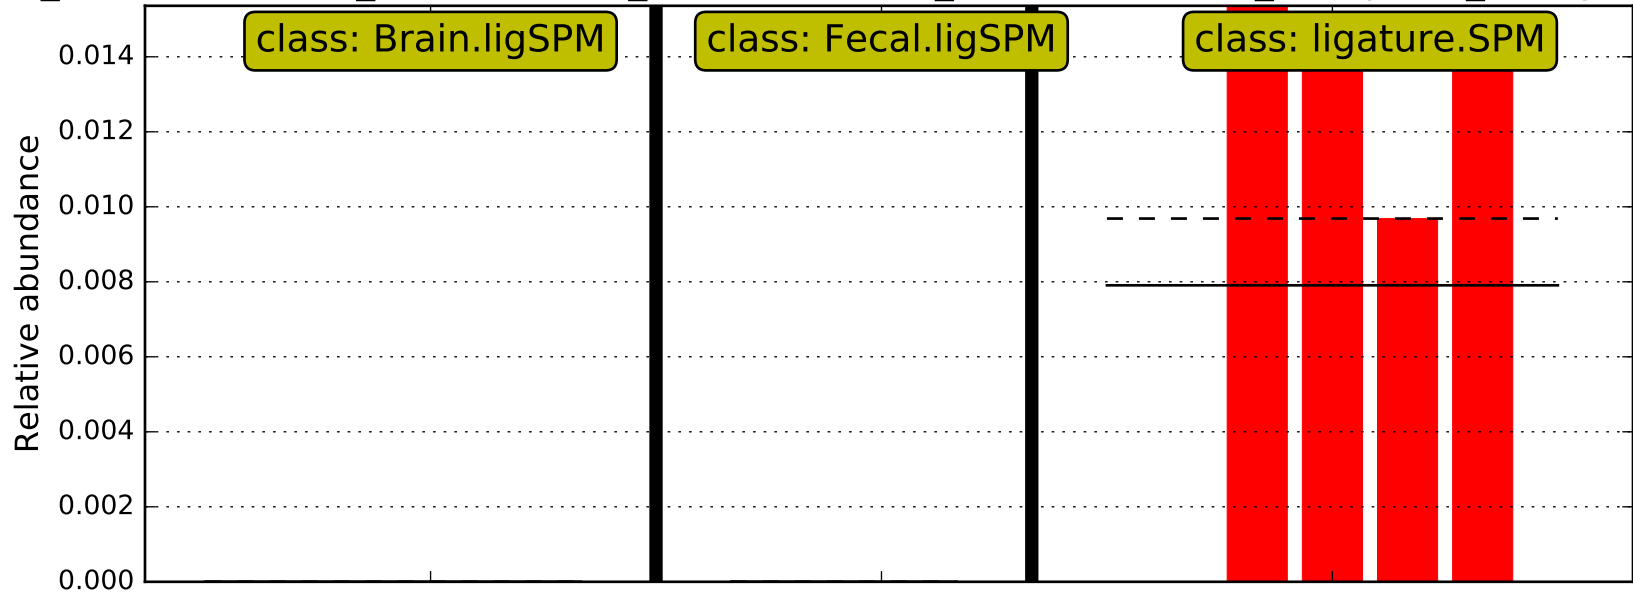 class: Brain.ligSPM
class: Fecal.ligSPM
class: ligature.SPM
Relative abundance
0.014
0.012
0.010
0.008
0.006
0.004
0.002
0.000